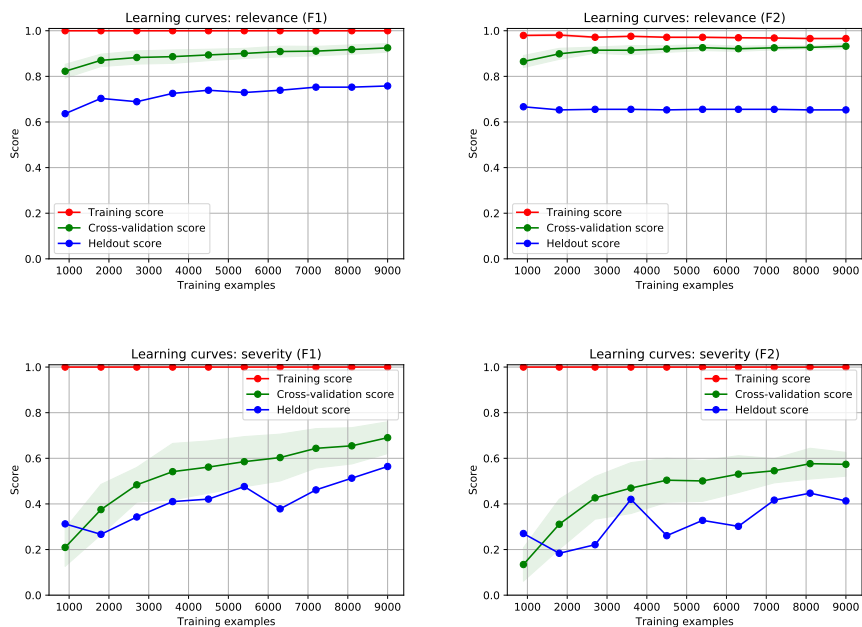 Learning curves: relevance (F1)
1.0
0.8
0.6
0.4
0.2
0.0
Score
Training score
Cross-validation score
Heldout score
1000 2000 3000 4000 5000 6000 7000 8000 9000
Training examples
Learning curves: relevance (F2)
1.0
0.8
0.6
0.4
0.2
0.0
Score
Training score
Cross-validation score
Heldout score
1000 2000 3000 4000 5000 6000 7000 8000 9000
Training examples
Learning curves: severity (F1)
1.0
0.8
0.6
0.4
0.2
0.0
Score
Training score
Cross-validation score
Heldout score
1000 2000 3000 4000 5000 6000 7000 8000 9000
Training examples
Learning curves: severity (F2)
1.0
0.8
0.6
0.4
0.2
0.0
Score
Training score
Cross-validation score
Heldout score
1000 2000 3000 4000 5000 6000 7000 8000 9000
Training examples